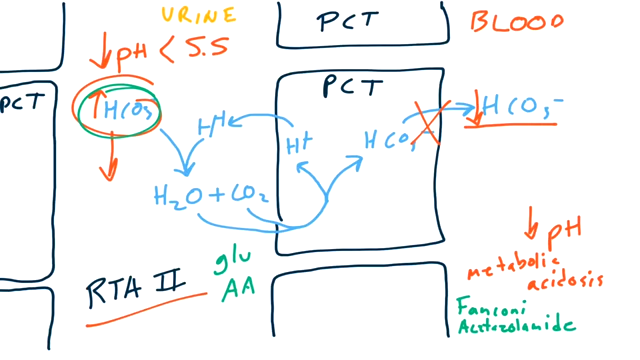 URINE
PCT
BLOOD
↓ pH < 5.5
PCT
PCT
↑HCO₃⁻
H⁺
H⁺
HCO₃⁻
↓HCO₃⁻
H₂O + CO₂
↓ pH
metabolic
acidosis
glu
AA
RTA II
Fanconi
Acetazolamide